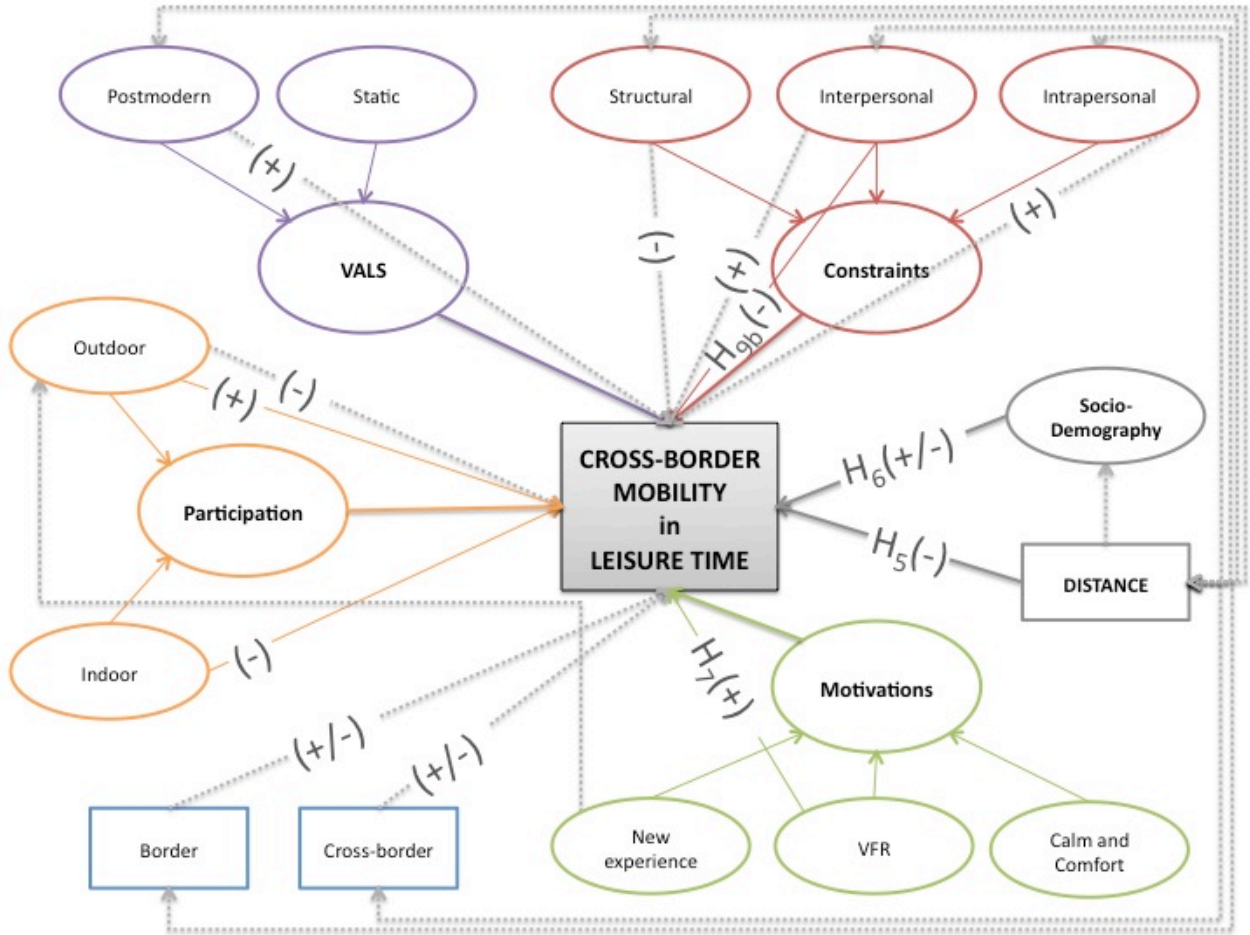 Postmodern
Static
Structural
Interpersonal
Intrapersonal
(+)
(-)
(+)
(+)
VALS
Constraints
H9b(-)
Outdoor
(+)
(-)
Socio-
Demography
H6(+/-)
CROSS-BORDER
MOBILITY
in
LEISURE TIME
Participation
H5(-)
DISTANCE
Indoor
(-)
H7(+)
Motivations
(+/-)
(+/-)
Border
Cross-border
New
experience
VFR
Calm and
Comfort